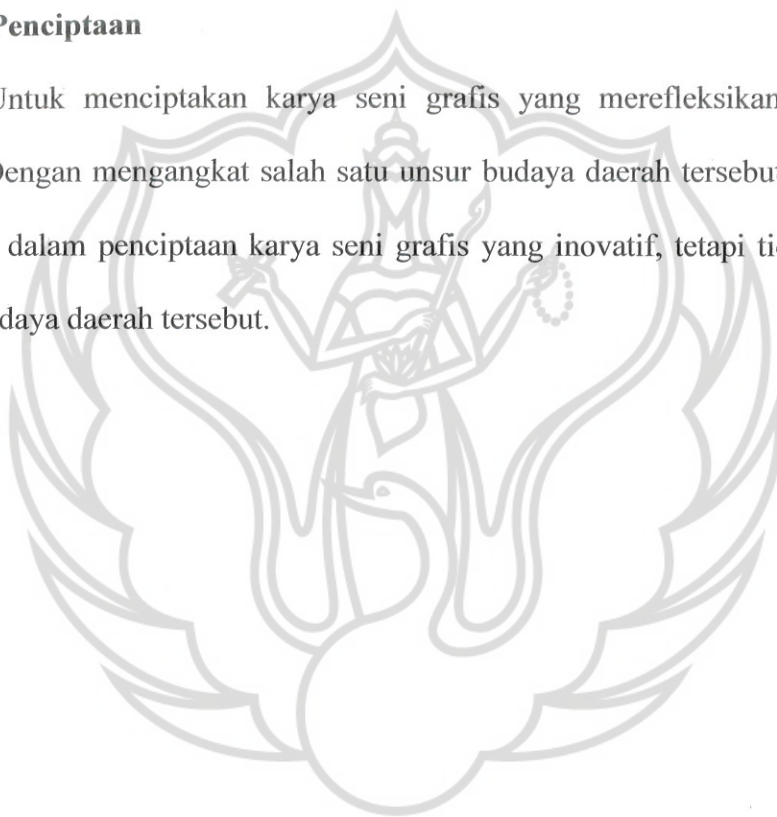 Penciptaan
Untuk menciptakan karya seni grafis yang merefleksikan
Dengan mengangkat salah satu unsur budaya daerah tersebut
dalam penciptaan karya seni grafis yang inovatif, tetapi
daya daerah tersebut.